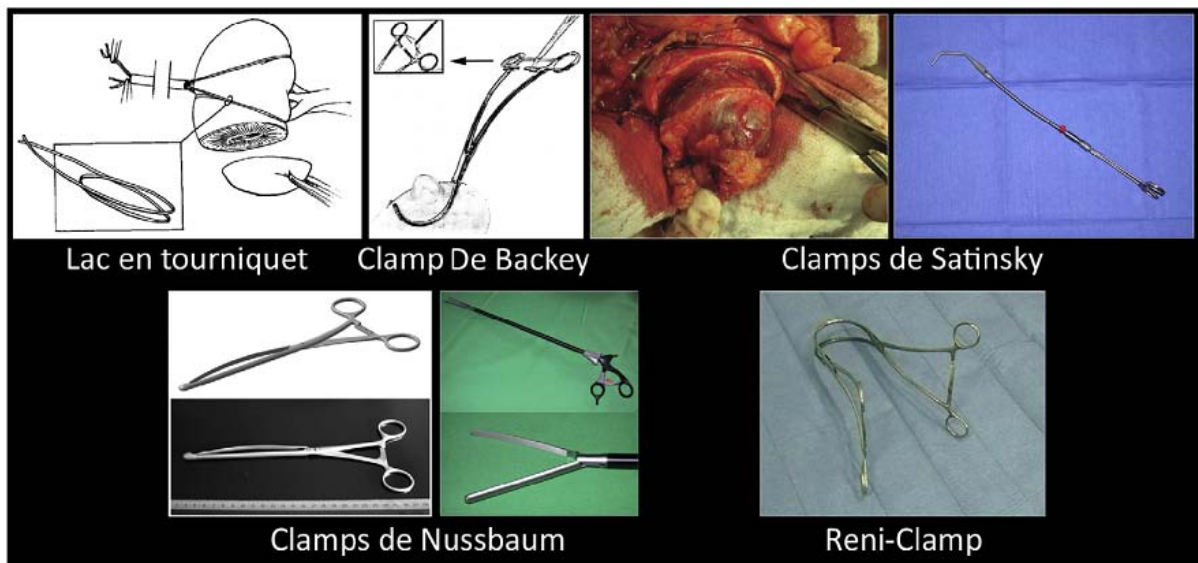 Lac en tourniquet
Clamp De Backey
Clamps de Satinsky
Clamps de Nussbaum
Reni-Clamp